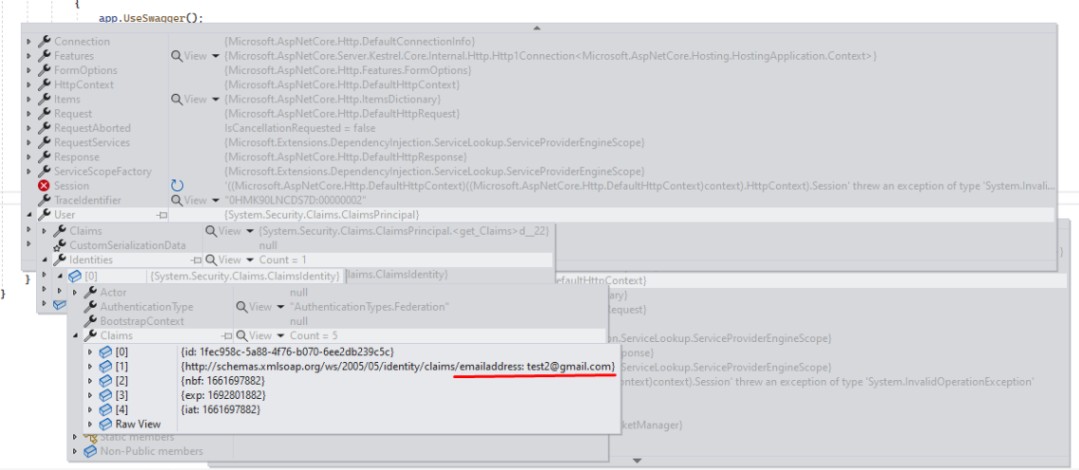 {
app.UseSwagger();
Connection {Microsoft.AspNetCore.Http.DefaultConnectionInfo}
Features View {Microsoft.AspNetCore.Server.Kestrel.Core.Internal.Http.Http1Connection<Microsoft.AspNetCore.Hosting.HostingApplication.Context>}
FormOptions {Microsoft.AspNetCore.Http.Features.FormOptions}
HttpContext {Microsoft.AspNetCore.Http.DefaultHttpContext}
Items View {Microsoft.AspNetCore.Http.ItemsDictionary}
Request {Microsoft.AspNetCore.Http.DefaultHttpRequest}
RequestAborted IsCancellationRequested = false
RequestServices {Microsoft.Extensions.DependencyInjection.ServiceLookup.ServiceProviderEngineScope}
Response {Microsoft.AspNetCore.Http.DefaultHttpResponse}
ServiceScopeFactory {Microsoft.Extensions.DependencyInjection.ServiceLookup.ServiceProviderEngineScope}
Session '((Microsoft.AspNetCore.Http.DefaultHttpContext)((Microsoft.AspNetCore.Http.DefaultHttpContext)context).HttpContext).Session' threw an exception of type 'System.Invali...
TraceIdentifier View "0HMK90LNCDS7D:00000002"
User {System.Security.Claims.ClaimsPrincipal}
Claims View {System.Security.Claims.ClaimsPrincipal.<get_Claims>d__22}
CustomSerializationData null
Identities View Count = 1
} [0] {System.Security.Claims.ClaimsIdentity} laims.ClaimsIdentity} efaultHttpContext}
} Actor null ary}
AuthenticationType View "AuthenticationTypes.Federation" Request}
BootstrapContext null
Claims View Count = 5 on.ServiceLookup.ServiceProviderEngineScope}
[0] {id: 1fec958c-5a88-4f76-b070-6ee2db239c5c} esponse}
[1] {http://schemas.xmlsoap.org/ws/2005/05/identity/claims/emailaddress: test2@gmail.com} on.ServiceLookup.ServiceProviderEngineScope}
[2] {nbf: 1661697882} ontext)context).Session' threw an exception of type 'System.InvalidOperationException'
[3] {exp: 1692801882}
[4] {iat: 1661697882}
Raw View ketManager}
Static members
Non-Public members